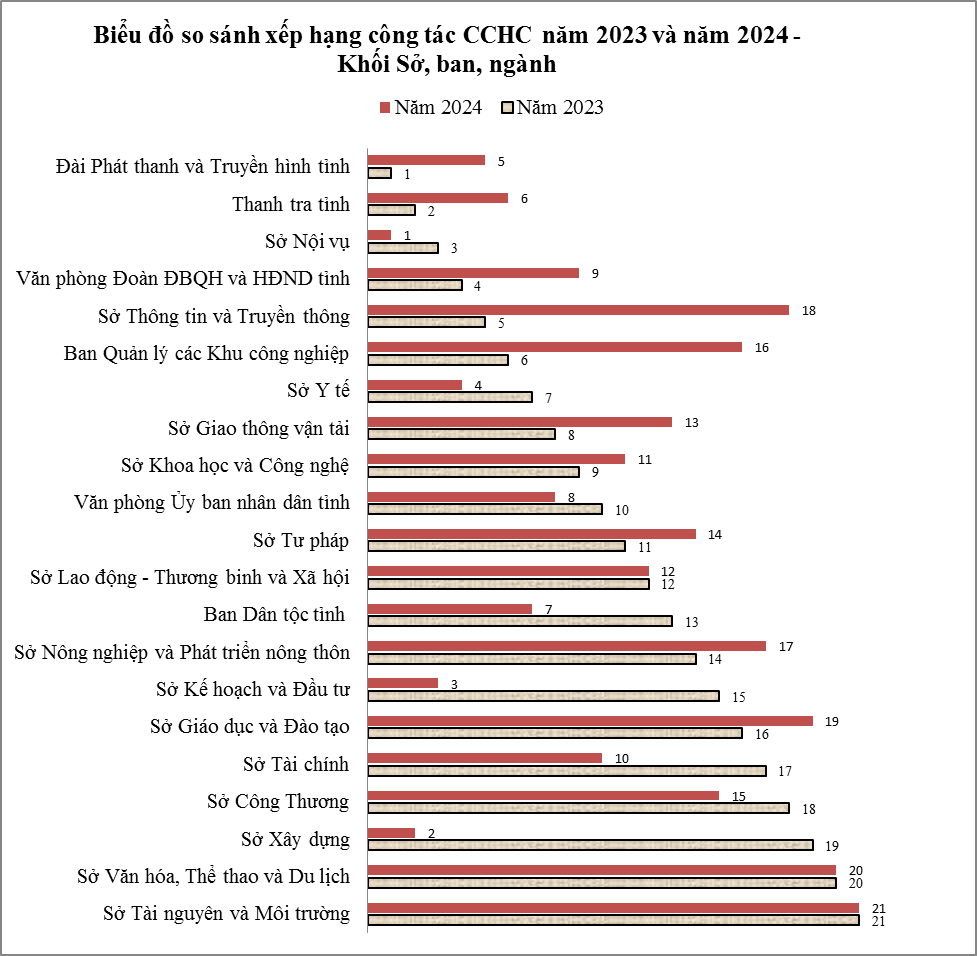 Biểu đồ so sánh xếp hạng công tác CCHC năm 2023 và năm 2024 -
Khối Sở, ban, ngành
Năm 2024 Năm 2023
Đài Phát thanh và Truyền hình tỉnh 5
1
Thanh tra tỉnh 6
2
Sở Nội vụ 1
3
Văn phòng Đoàn ĐBQH và HĐND tỉnh 9
4
Sở Thông tin và Truyền thông 18
5
Ban Quản lý các Khu công nghiệp 16
6
Sở Y tế 4
7
Sở Giao thông vận tải 13
8
Sở Khoa học và Công nghệ 11
9
Văn phòng Ủy ban nhân dân tỉnh 8
10
Sở Tư pháp 14
11
Sở Lao động - Thương binh và Xã hội 12
12
Ban Dân tộc tỉnh 7
13
Sở Nông nghiệp và Phát triển nông thôn 17
14
Sở Kế hoạch và Đầu tư 3
15
Sở Giáo dục và Đào tạo 19
16
Sở Tài chính 10
17
Sở Công Thương 15
18
Sở Xây dựng 2
19
Sở Văn hóa, Thể thao và Du lịch 20
20
Sở Tài nguyên và Môi trường 21
21